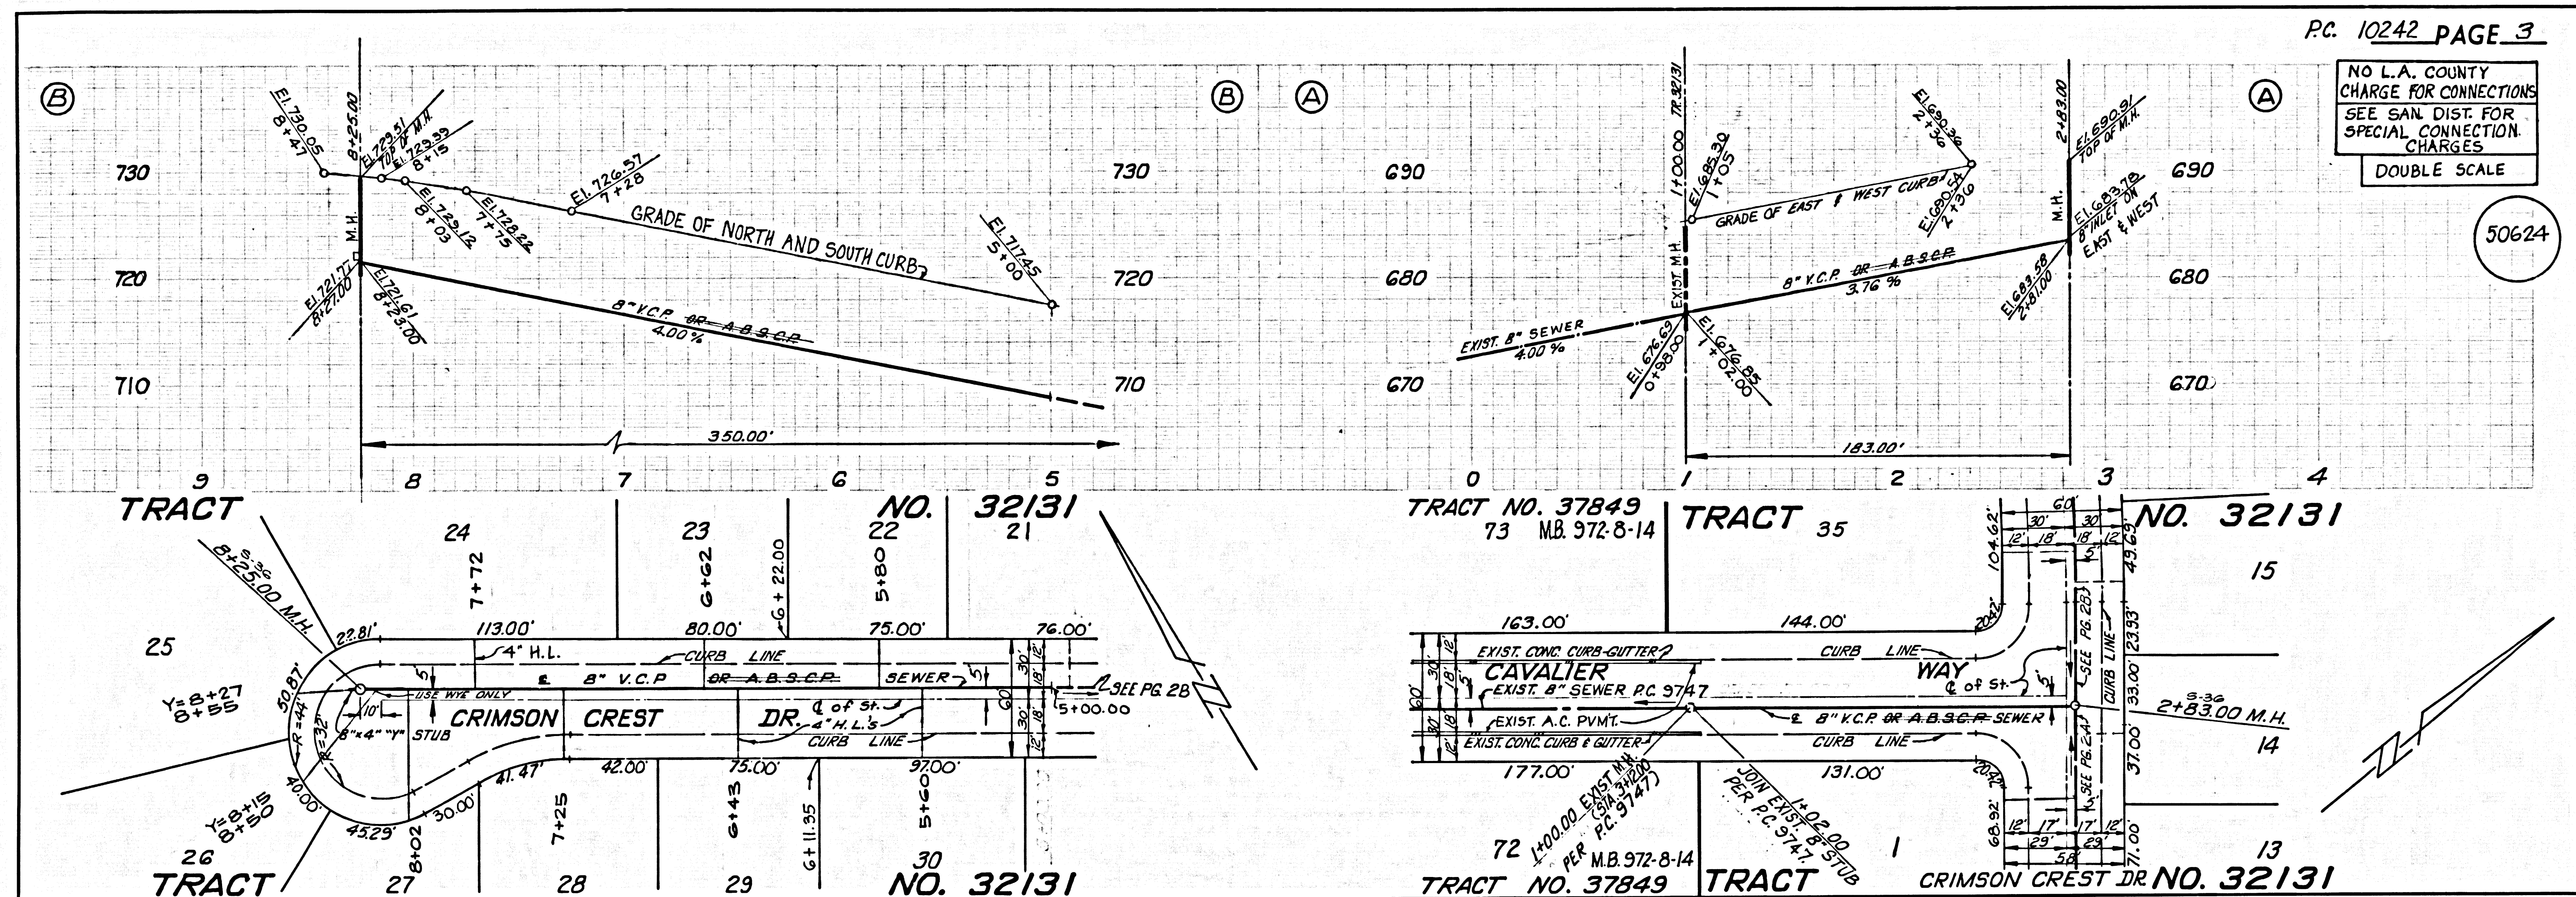 P.C. 10242 PAGE 3
NO L.A. COUNTY
CHARGE FOR CONNECTIONS
SEE SAN. DIST. FOR
SPECIAL CONNECTION
CHARGES
DOUBLE SCALE
50624
B
B
A
A
El. 730.05
8+47
8+25.00
El. 729.51
TOP OF M.H.
El. 729.39
8+15
El. 729.12
8+03
El. 728.22
7+75
El. 726.57
7+28
GRADE OF NORTH AND SOUTH CURB
El. 717.45
5+00
M.H.
El. 721.77
8+27.00
El. 721.61
8+23.00
8" V.C.P. OR A.B.S.C.P.
4.00 %
730
720
710
730
720
710
350.00'
9 8 7 6 5
1+00.00 TR. 32131
El. 685.30
1+05
El. 690.36
2+36
GRADE OF EAST & WEST CURB
El. 690.54
2+36
2+83.00
El. 690.91
TOP OF M.H.
M.H.
El. 683.78
8" INLET ON
EAST & WEST
El. 683.58
2+81.00
EXIST M.H.
8" V.C.P. OR A.B.S.C.P.
3.76 %
EXIST. 8" SEWER
4.00 %
El. 676.69
0+98.00
El. 676.85
1+02.00
690
680
670
690
680
670
183.00'
0 1 2 3 4
TRACT NO. 32131
24 23 22 21
7+72
6+62
6+22.00
5+80
S-36
8+25.00 M.H.
25
22.81'
113.00'
80.00'
75.00'
76.00'
4" H.L.
CURB LINE
5'
℄ 8" V.C.P OR A.B.S.C.P. SEWER
5'
SEE PG. 2B
5+00.00
12'
30'
18'
60'
18'
30'
12'
USE WYE ONLY
10'
50.87'
Y=8+27
8+55
R=44'
R=32'
8"x4" "Y" STUB
CRIMSON CREST DR.
℄ of St.
4" H.L.'s
CURB LINE
40.00'
45.29'
30.00'
41.47'
42.00'
75.00'
97.00'
Y=8+15
8+50
8+02
7+25
6+43
6+11.35
5+60
26 27 28 29 30
TRACT NO. 32131
N
TRACT NO. 37849
73 M.B. 972-8-14
TRACT 35 NO. 32131
60'
30' 30'
12' 18' 18' 12'
5'
104.62'
49.69'
15
163.00'
144.00'
20.42'
23.93'
EXIST. CONC. CURB-GUTTER
CURB LINE
CAVALIER WAY
SEE PG. 2B
CURB LINE
33.00'
EXIST. 8" SEWER P.C. 9747
℄ of St.
5'
5'
12'
30'
18'
60'
18'
30'
12'
5'
EXIST. A.C. PVM'T.
℄ 8" V.C.P. OR A.B.S.C.P. SEWER
EXIST. CONC. CURB & GUTTER
CURB LINE
S-36
2+83.00 M.H.
14
SEE PG. 2A
37.00'
177.00'
131.00'
20.42'
1+00.00 EXIST M.H.
(STA. 3+12.00
PER P.C. 9747)
1+02.00
JOIN EXIST. 8" STUB
PER P.C. 9747.
68.92'
5'
12' 17' 17' 12'
29' 29'
58'
71.00'
72 M.B. 972-8-14
1
13
TRACT NO. 37849
TRACT
CRIMSON CREST DR.
NO. 32131
N